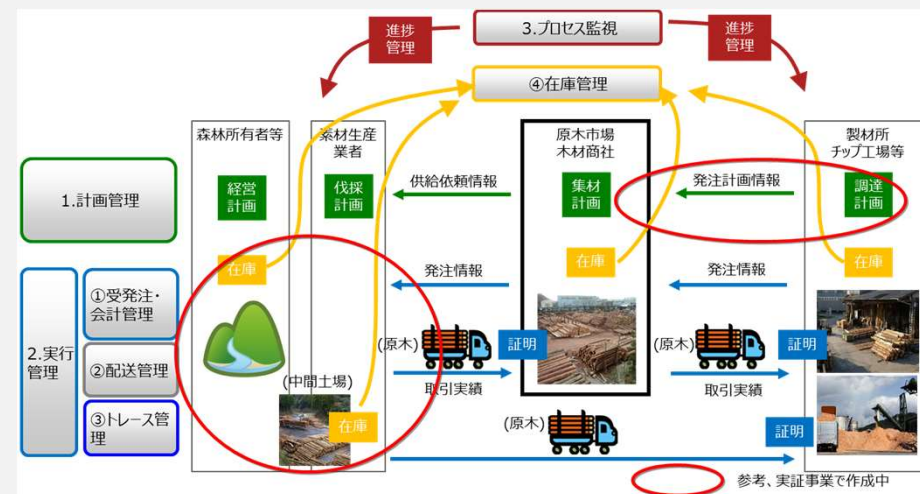 3.プロセス監視
進捗
管理
進捗
管理
④在庫管理
森林所有者等
素材生産
業者
原木市場
木材商社
製材所
チップ工場等
1.計画管理
経営
計画
伐採
計画
供給依頼情報
集材
計画
発注計画情報
調達
計画
在庫
発注情報
在庫
発注情報
在庫
2.実行
管理
①受発注・
会計管理
②配送管理
③トレース管
理
(原木)
証明
取引実績
(原木)
証明
取引実績
(中間土場)
在庫
(原木)
証明
参考、実証事業で作成中